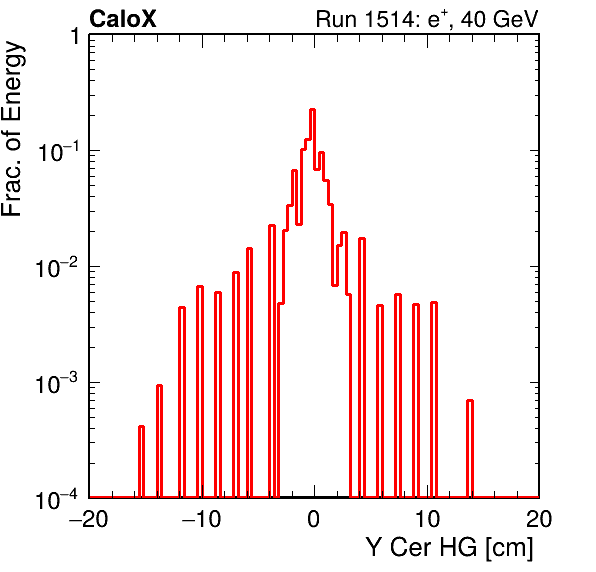 CaloX Run 1514: e⁺, 40 GeV
Frac. of Energy
1
10⁻¹
10⁻²
10⁻³
10⁻⁴
−20 −10 0 10 20
Y Cer HG [cm]